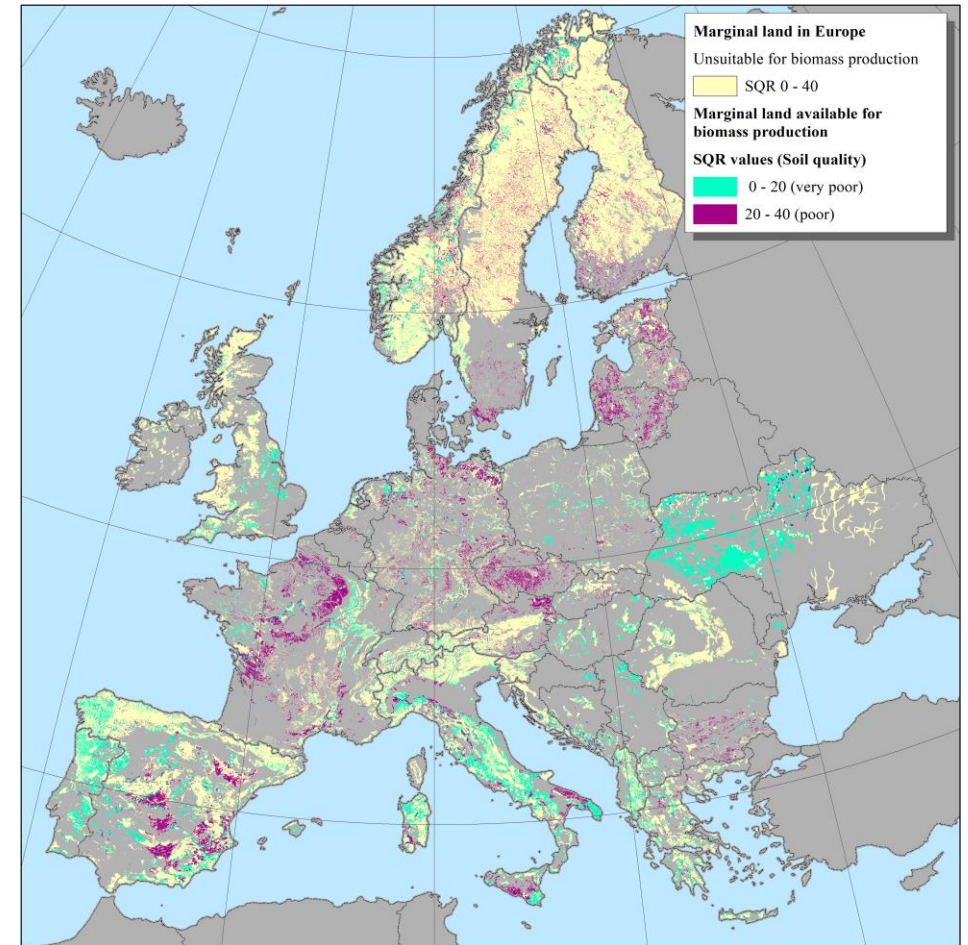 Marginal land in Europe
Unsuitable for biomass production
SQR 0 - 40
Marginal land available for
biomass production
SQR values (Soil quality)
0 - 20 (very poor)
20 - 40 (poor)